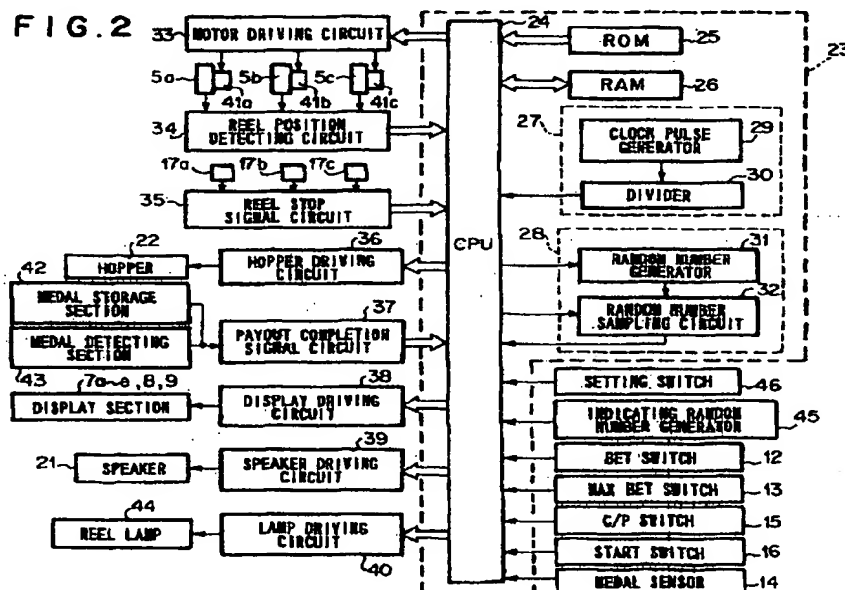 FIG. 2
33
MOTOR DRIVING CIRCUIT
5a
5b
5c
41a
41b
41c
34
REEL POSITION
DETECTING CIRCUIT
17a
17b
17c
35
REEL STOP
SIGNAL CIRCUIT
22
HOPPER
36
HOPPER DRIVING
CIRCUIT
42
MEDAL STORAGE
SECTION
MEDAL DETECTING
SECTION
43
37
PAYOUT COMPLETION
SIGNAL CIRCUIT
7a~e, 8, 9
DISPLAY SECTION
38
DISPLAY DRIVING
CIRCUIT
21
SPEAKER
39
SPEAKER DRIVING
CIRCUIT
44
REEL LAMP
LAMP DRIVING
CIRCUIT
40
24
CPU
ROM
25
23
RAM
26
27
CLOCK PULSE
GENERATOR
29
DIVIDER
30
28
31
RANDOM NUMBER
GENERATOR
32
RANDOM NUMBER
SAMPLING CIRCUIT
SETTING SWITCH
46
INDICATING RANDOM
NUMBER GENERATOR
45
BET SWITCH
12
MAX BET SWITCH
13
C/P SWITCH
15
START SWITCH
16
MEDAL SENSOR
14